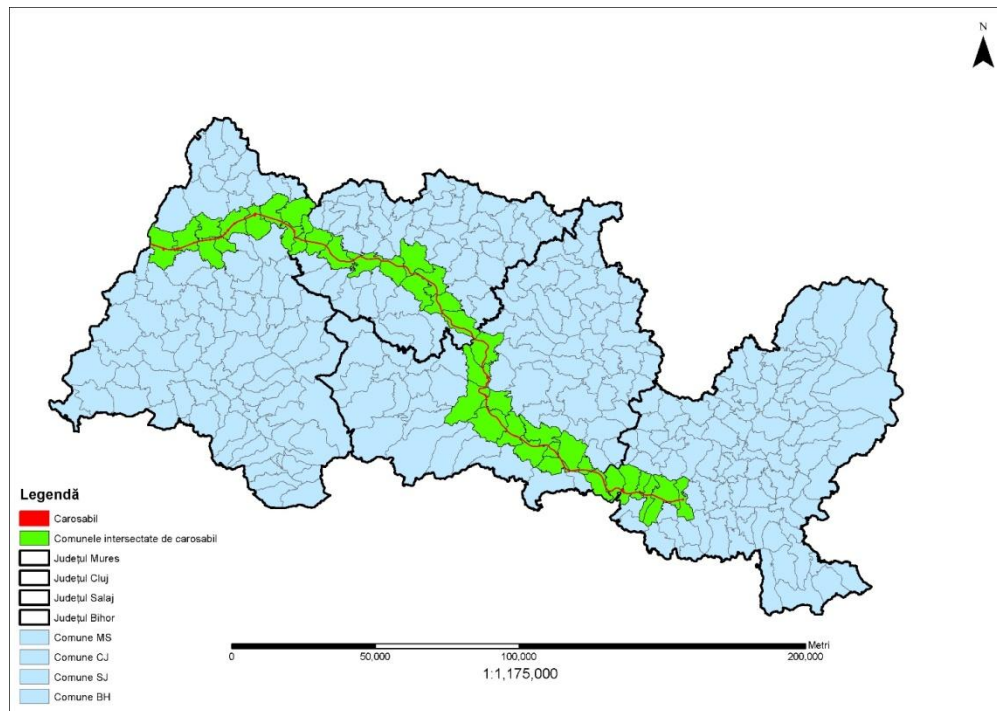 N
Legendă
Carosabil
Comunele intersectate de carosabil
Județul Mures
Județul Cluj
Județul Salaj
Județul Bihor
Comune MS
Comune CJ
Comune SJ
Comune BH
Metri
0 50,000 100,000 200,000
1:1,175,000